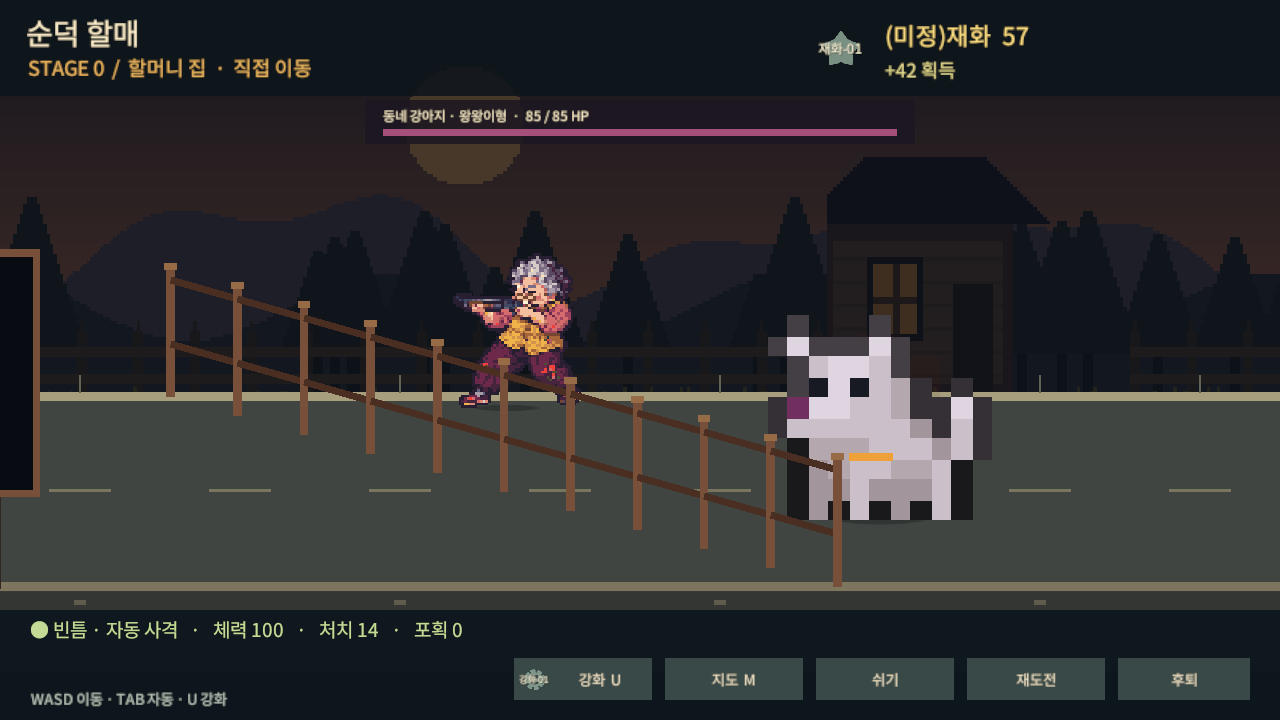 순덕 할매
STAGE 0 / 할머니 집 · 직접 이동
재화-01
(미정)재화 57
+42 획득
동네 강아지 · 왕왕이형 · 85 / 85 HP
빈틈 · 자동 사격 · 체력 100 · 처치 14 · 포획 0
강화-01
강화 U
지도 M
쉬기
재도전
후퇴
WASD 이동 · TAB 자동 · U 강화